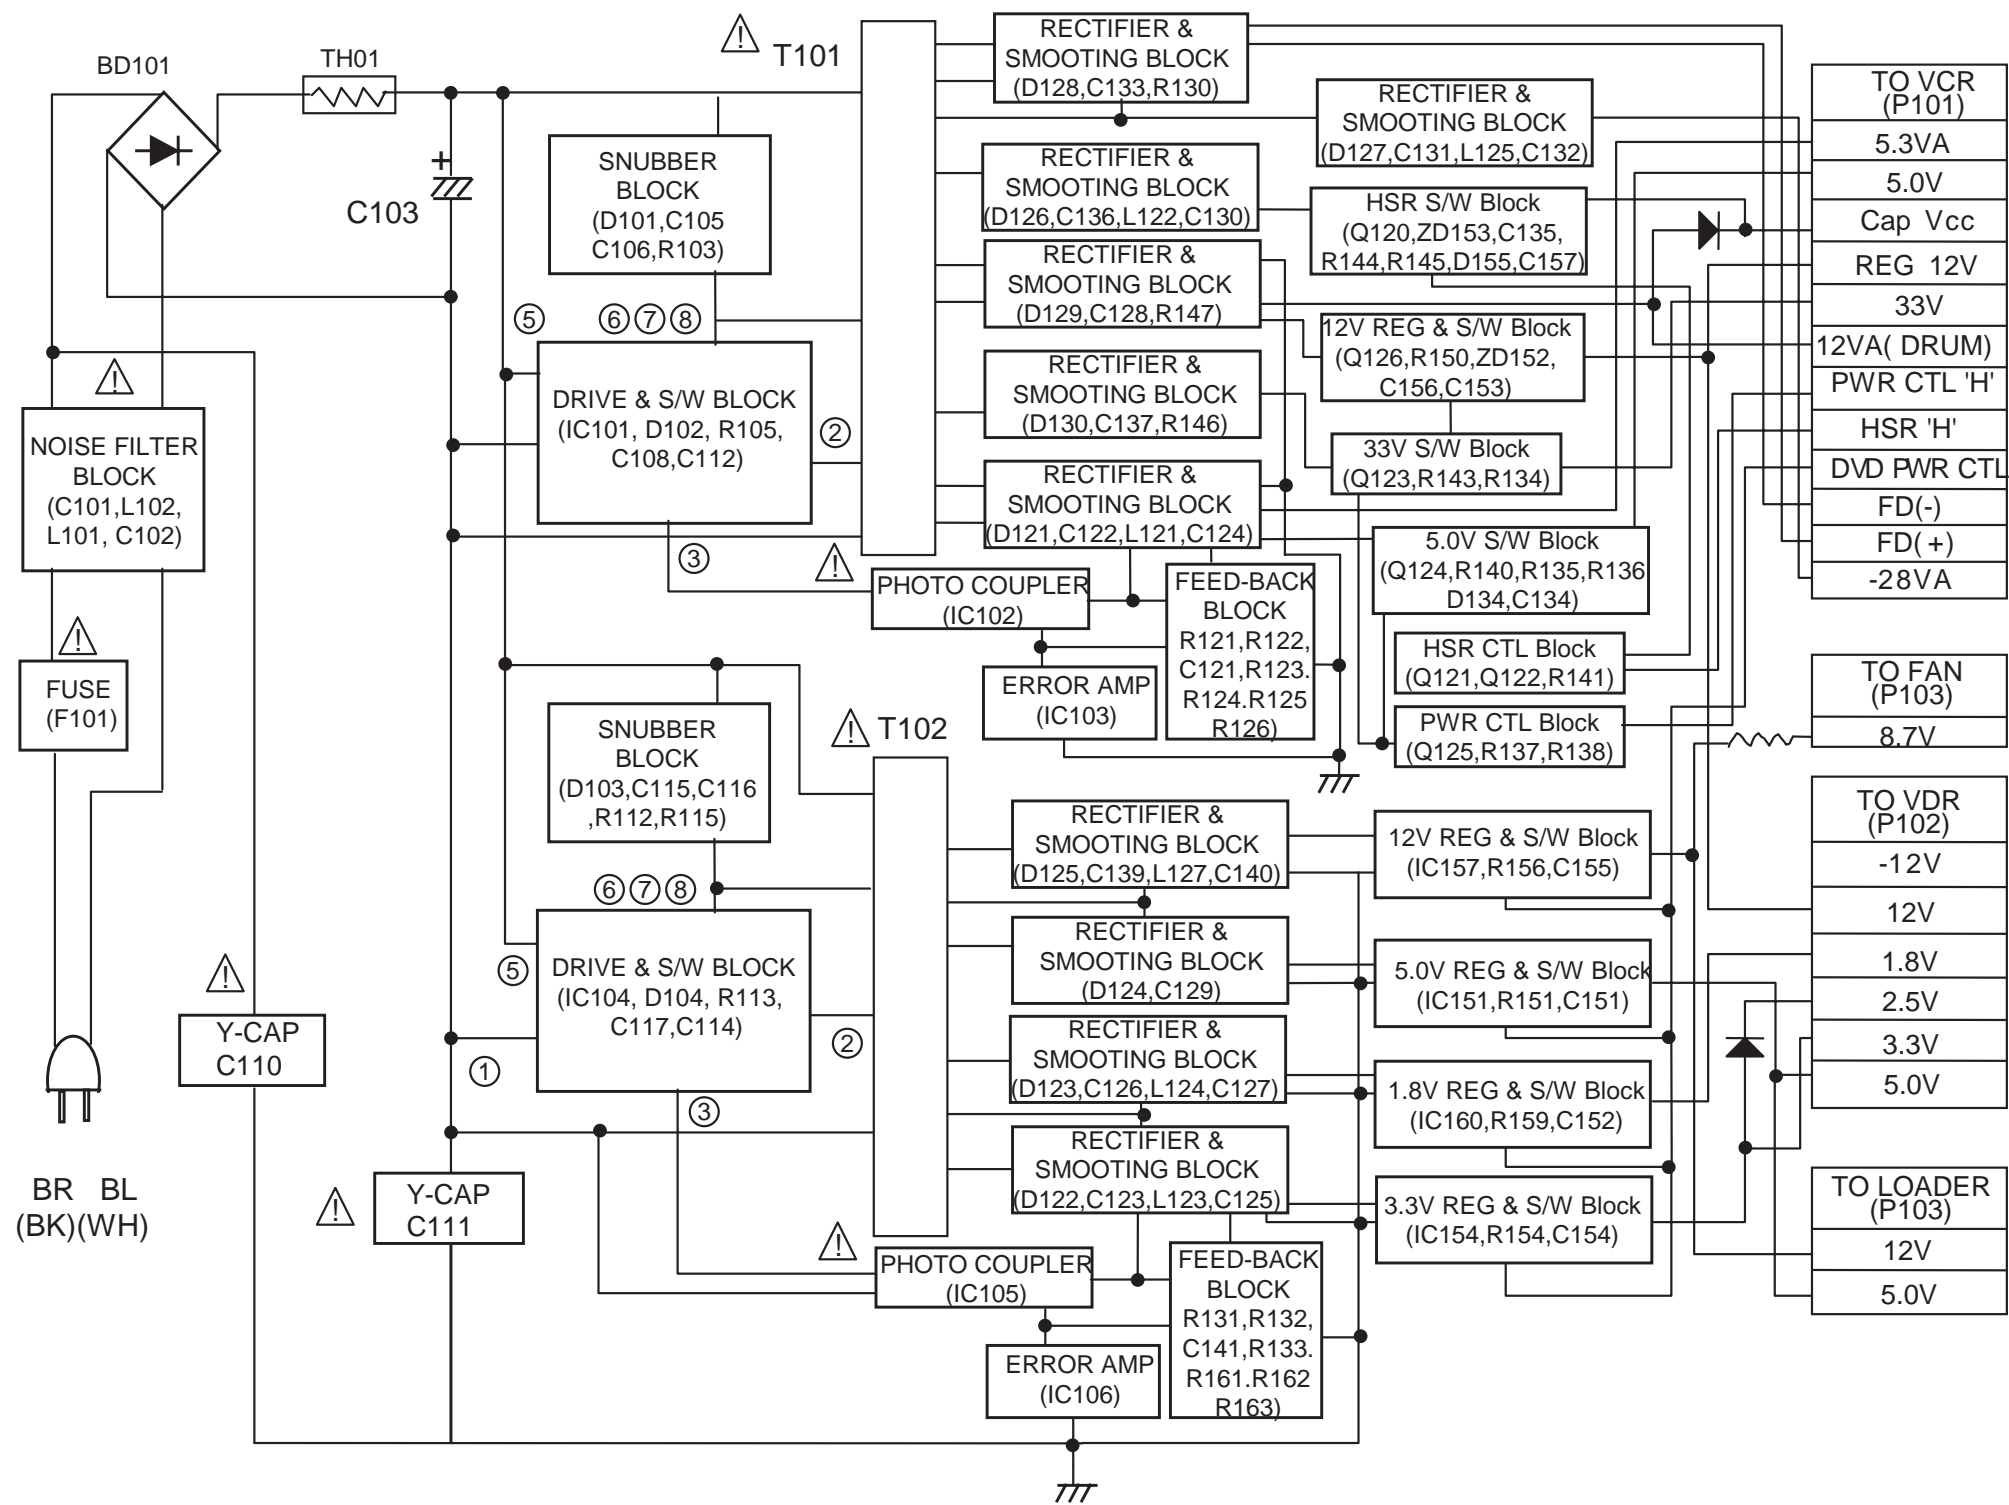 BD101
TH01
! T101
C103
SNUBBER
BLOCK
(D101,C105
C106,R103)
⑤ ⑥⑦⑧
!
NOISE FILTER
BLOCK
(C101,L102,
L101, C102)
DRIVE & S/W BLOCK
(IC101, D102, R105,
C108,C112)
②
③
!
!
FUSE
(F101)
BR BL
(BK)(WH)
!
Y-CAP
C110
!
Y-CAP
C111
SNUBBER
BLOCK
(D103,C115,C116
,R112,R115)
⑥⑦⑧
DRIVE & S/W BLOCK
(IC104, D104, R113,
C117,C114)
⑤
①
②
③
! T102
!
RECTIFIER &
SMOOTING BLOCK
(D128,C133,R130)
RECTIFIER &
SMOOTING BLOCK
(D127,C131,L125,C132)
RECTIFIER &
SMOOTING BLOCK
(D126,C136,L122,C130)
HSR S/W Block
(Q120,ZD153,C135,
R144,R145,D155,C157)
RECTIFIER &
SMOOTING BLOCK
(D129,C128,R147)
12V REG & S/W Block
(Q126,R150,ZD152,
C156,C153)
RECTIFIER &
SMOOTING BLOCK
(D130,C137,R146)
33V S/W Block
(Q123,R143,R134)
RECTIFIER &
SMOOTING BLOCK
(D121,C122,L121,C124)
5.0V S/W Block
(Q124,R140,R135,R136
D134,C134)
PHOTO COUPLER
(IC102)
FEED-BACK
BLOCK
R121,R122,
C121,R123.
R124.R125
R126)
ERROR AMP
(IC103)
HSR CTL Block
(Q121,Q122,R141)
PWR CTL Block
(Q125,R137,R138)
RECTIFIER &
SMOOTING BLOCK
(D125,C139,L127,C140)
12V REG & S/W Block
(IC157,R156,C155)
RECTIFIER &
SMOOTING BLOCK
(D124,C129)
5.0V REG & S/W Block
(IC151,R151,C151)
RECTIFIER &
SMOOTING BLOCK
(D123,C126,L124,C127)
1.8V REG & S/W Block
(IC160,R159,C152)
RECTIFIER &
SMOOTING BLOCK
(D122,C123,L123,C125)
3.3V REG & S/W Block
(IC154,R154,C154)
PHOTO COUPLER
(IC105)
FEED-BACK
BLOCK
R131,R132,
C141,R133.
R161.R162
R163)
ERROR AMP
(IC106)
TO VCR
(P101)
5.3VA
5.0V
Cap Vcc
REG 12V
33V
12VA( DRUM)
PWR CTL 'H'
HSR 'H'
DVD PWR CTL
FD(-)
FD(+)
-28VA
TO FAN
(P103)
8.7V
TO VDR
(P102)
-12V
12V
1.8V
2.5V
3.3V
5.0V
TO LOADER
(P103)
12V
5.0V